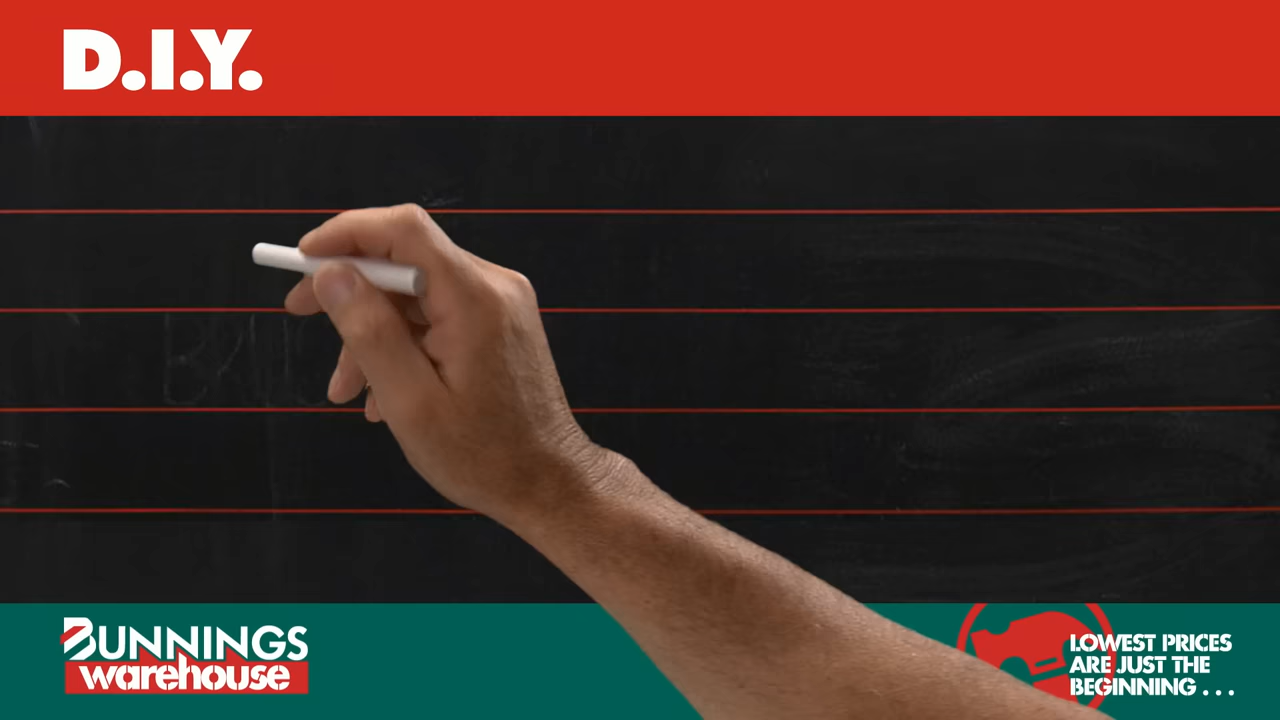 D.I.Y.
BUNNINGS
warehouse
LOWEST PRICES
ARE JUST THE
BEGINNING . . .